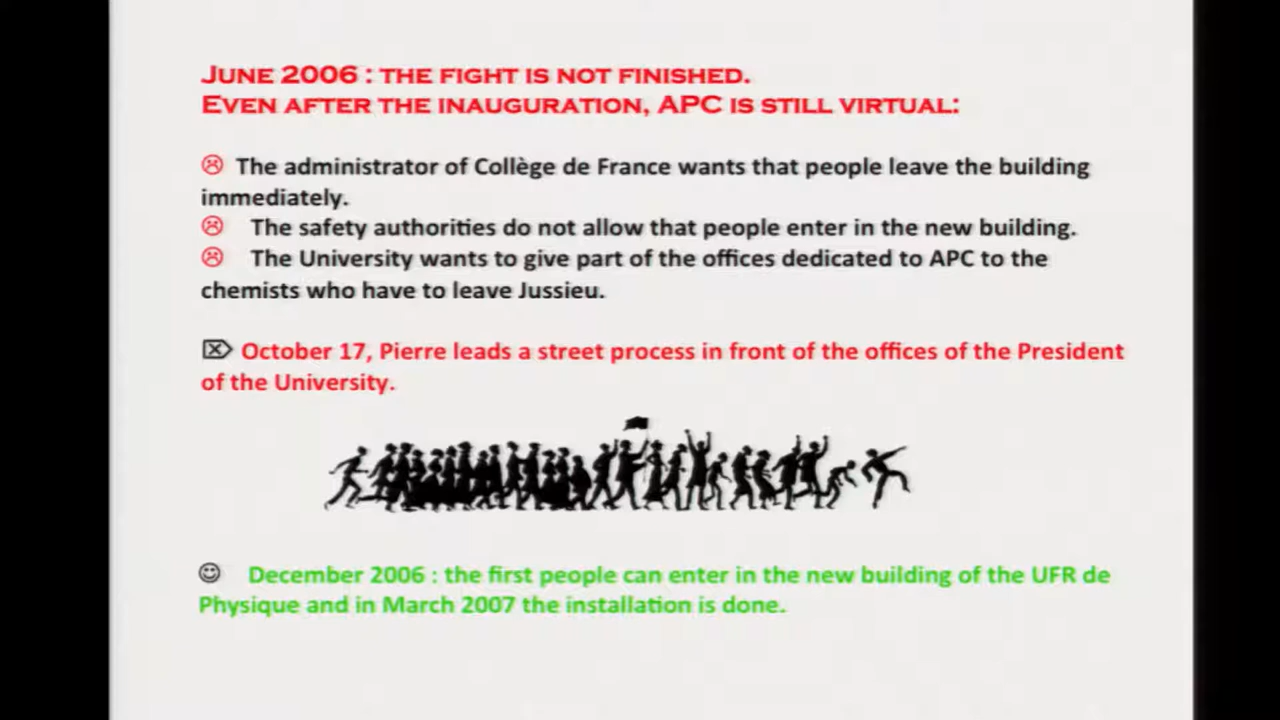 JUNE 2006 : THE FIGHT IS NOT FINISHED.
EVEN AFTER THE INAUGURATION, APC IS STILL VIRTUAL:
☹ The administrator of Collège de France wants that people leave the building
immediately.
☹ The safety authorities do not allow that people enter in the new building.
☹ The University wants to give part of the offices dedicated to APC to the
chemists who have to leave Jussieu.
⌦ October 17, Pierre leads a street process in front of the offices of the President
of the University.
☺ December 2006 : the first people can enter in the new building of the UFR de
Physique and in March 2007 the installation is done.